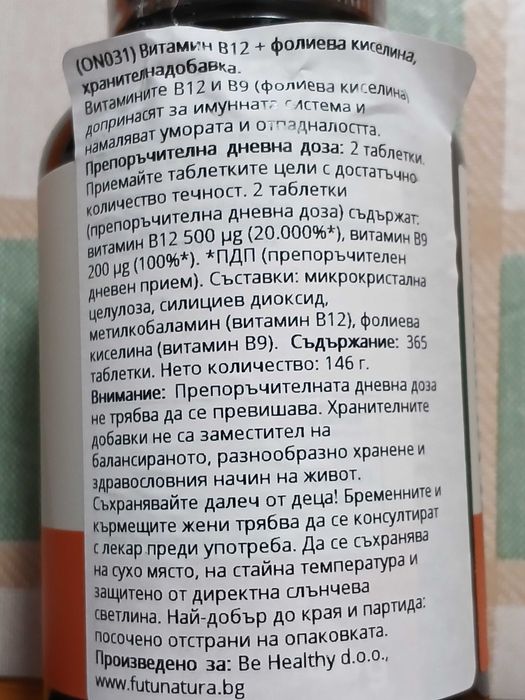 (ON031) Витамин B12 + фолиева киселина,
хранителнадобавка.
Витамините B12 и B9 (фолиева киселина)
допринасят за имунната система и
намаляват умората и отпадналостта.
Препоръчителна дневна доза: 2 таблетки.
Приемайте таблетките цели с достатъчно
количество течност. 2 таблетки
(препоръчителна дневна доза) съдържат:
витамин B12 500 µg (20.000%*), витамин B9
200 µg (100%*). *ПДП (препоръчителен
дневен прием). Съставки: микрокристална
целулоза, силициев диоксид,
метилкобаламин (витамин B12), фолиева
киселина (витамин B9). Съдържание: 365
таблетки. Нето количество: 146 г.
Внимание: Препоръчителната дневна доза
не трябва да се превишава. Хранителните
добавки не са заместител на
балансираното, разнообразно хранене и
здравословния начин на живот.
Съхранявайте далеч от деца! Бременните и
кърмещите жени трябва да се консултират
с лекар преди употреба. Да се съхранява
на сухо място, на стайна температура и
защитено от директна слънчева
светлина. Най-добър до края и партида:
посочено отстрани на опаковката.
Произведено за: Be Healthy d.o.o.,
www.futunatura.bg